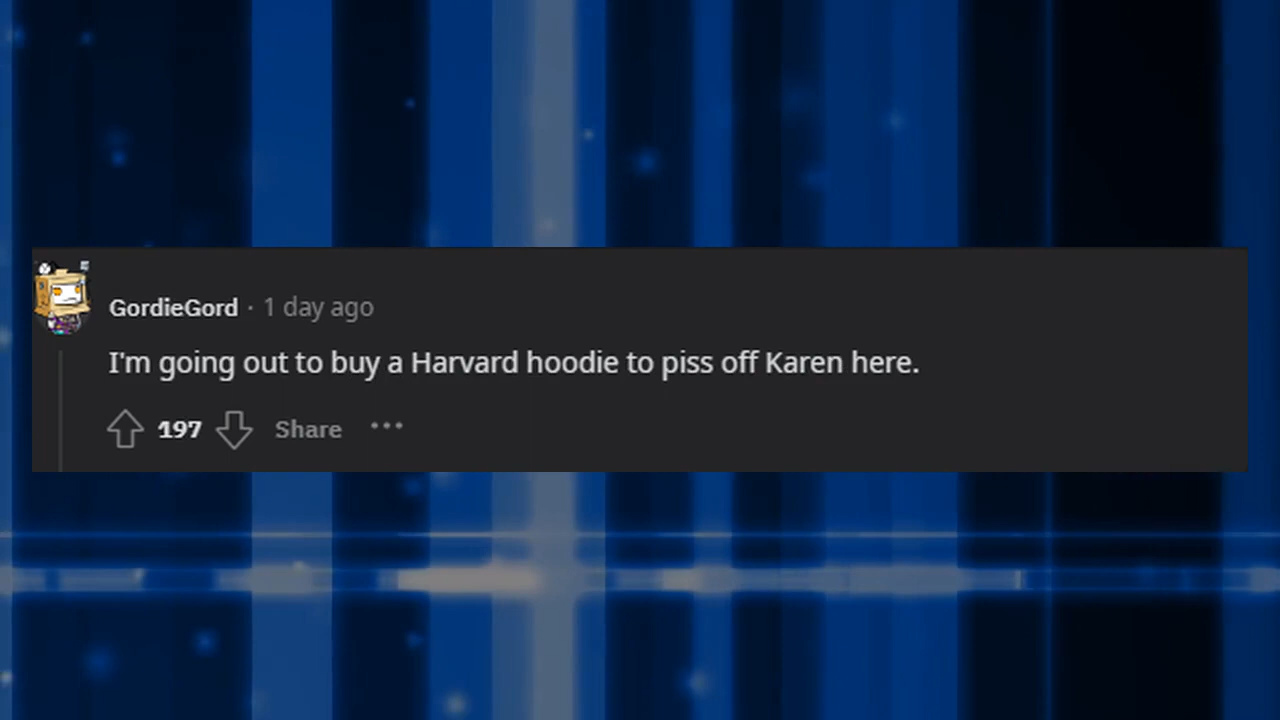 GordieGord · 1 day ago
I'm going out to buy a Harvard hoodie to piss off Karen here.
197 Share •••